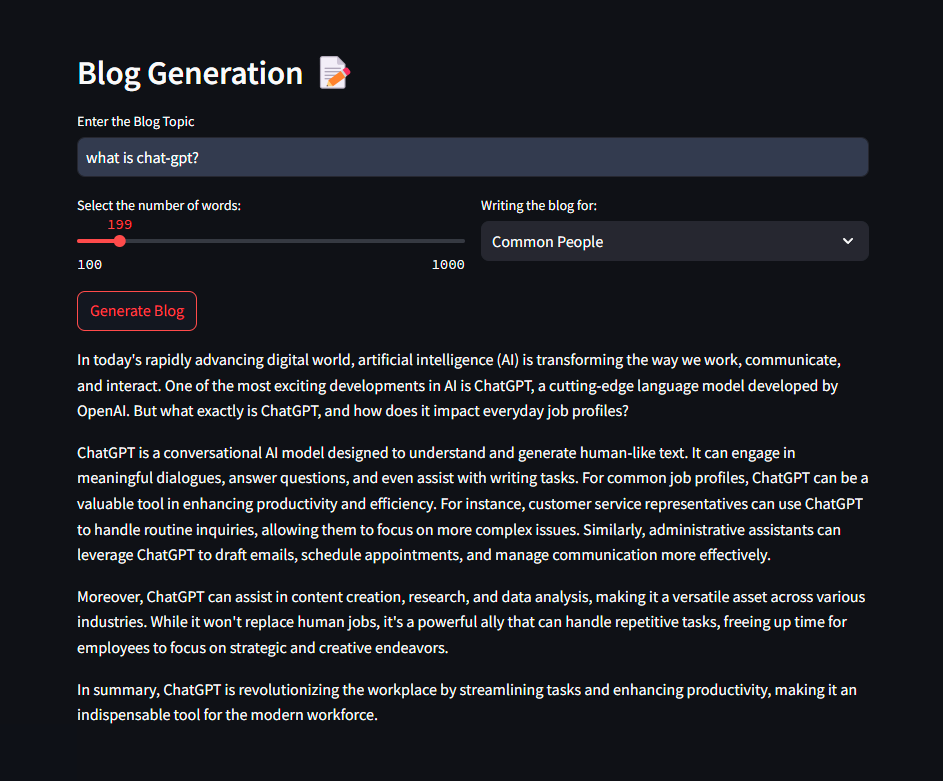 Blog Generation
Enter the Blog Topic
what is chat-gpt?
Select the number of words:
Writing the blog for:
199
Common People
100
1000
Generate Blog
In today's rapidly advancing digital world, artificial intelligence (AI) is transforming the way we work, communicate,
and interact. One of the most exciting developments in AI is ChatGPT, a cutting-edge language model developed by
OpenAI. But what exactly is ChatGPT, and how does it impact everyday job profiles?
ChatGPT is a conversational AI model designed to understand and generate human-like text. It can engage in
meaningful dialogues, answer questions, and even assist with writing tasks. For common job profiles, ChatGPT can be a
valuable tool in enhancing productivity and efficiency. For instance, customer service representatives can use ChatGPT
to handle routine inquiries, allowing them to focus on more complex issues. Similarly, administrative assistants can
leverage ChatGPT to draft emails, schedule appointments, and manage communication more effectively.
Moreover, ChatGPT can assist in content creation, research, and data analysis, making it a versatile asset across various
industries. While it won't replace human jobs, it's a powerful ally that can handle repetitive tasks, freeing up time for
employees to focus on strategic and creative endeavors.
In summary, ChatGPT is revolutionizing the workplace by streamlining tasks and enhancing productivity, making it an
indispensable tool for the modern workforce.